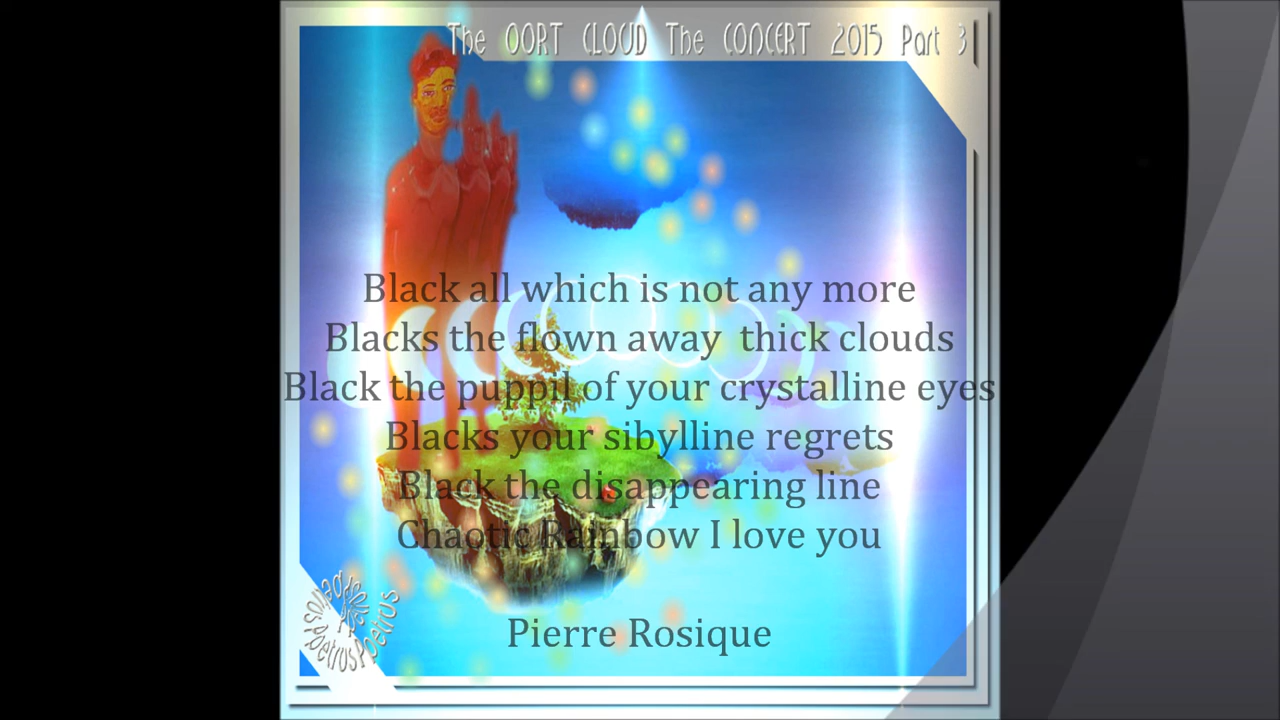 The OORT CLOUD The CONCERT 2015 Part 3
Black all which is not any more
Blacks the flown away thick clouds
Black the puppil of your crystalline eyes
Blacks your sibylline regrets
Black the disappearing line
Chaotic Rainbow I love you
Pierre Rosique
PoetrusPoetrus